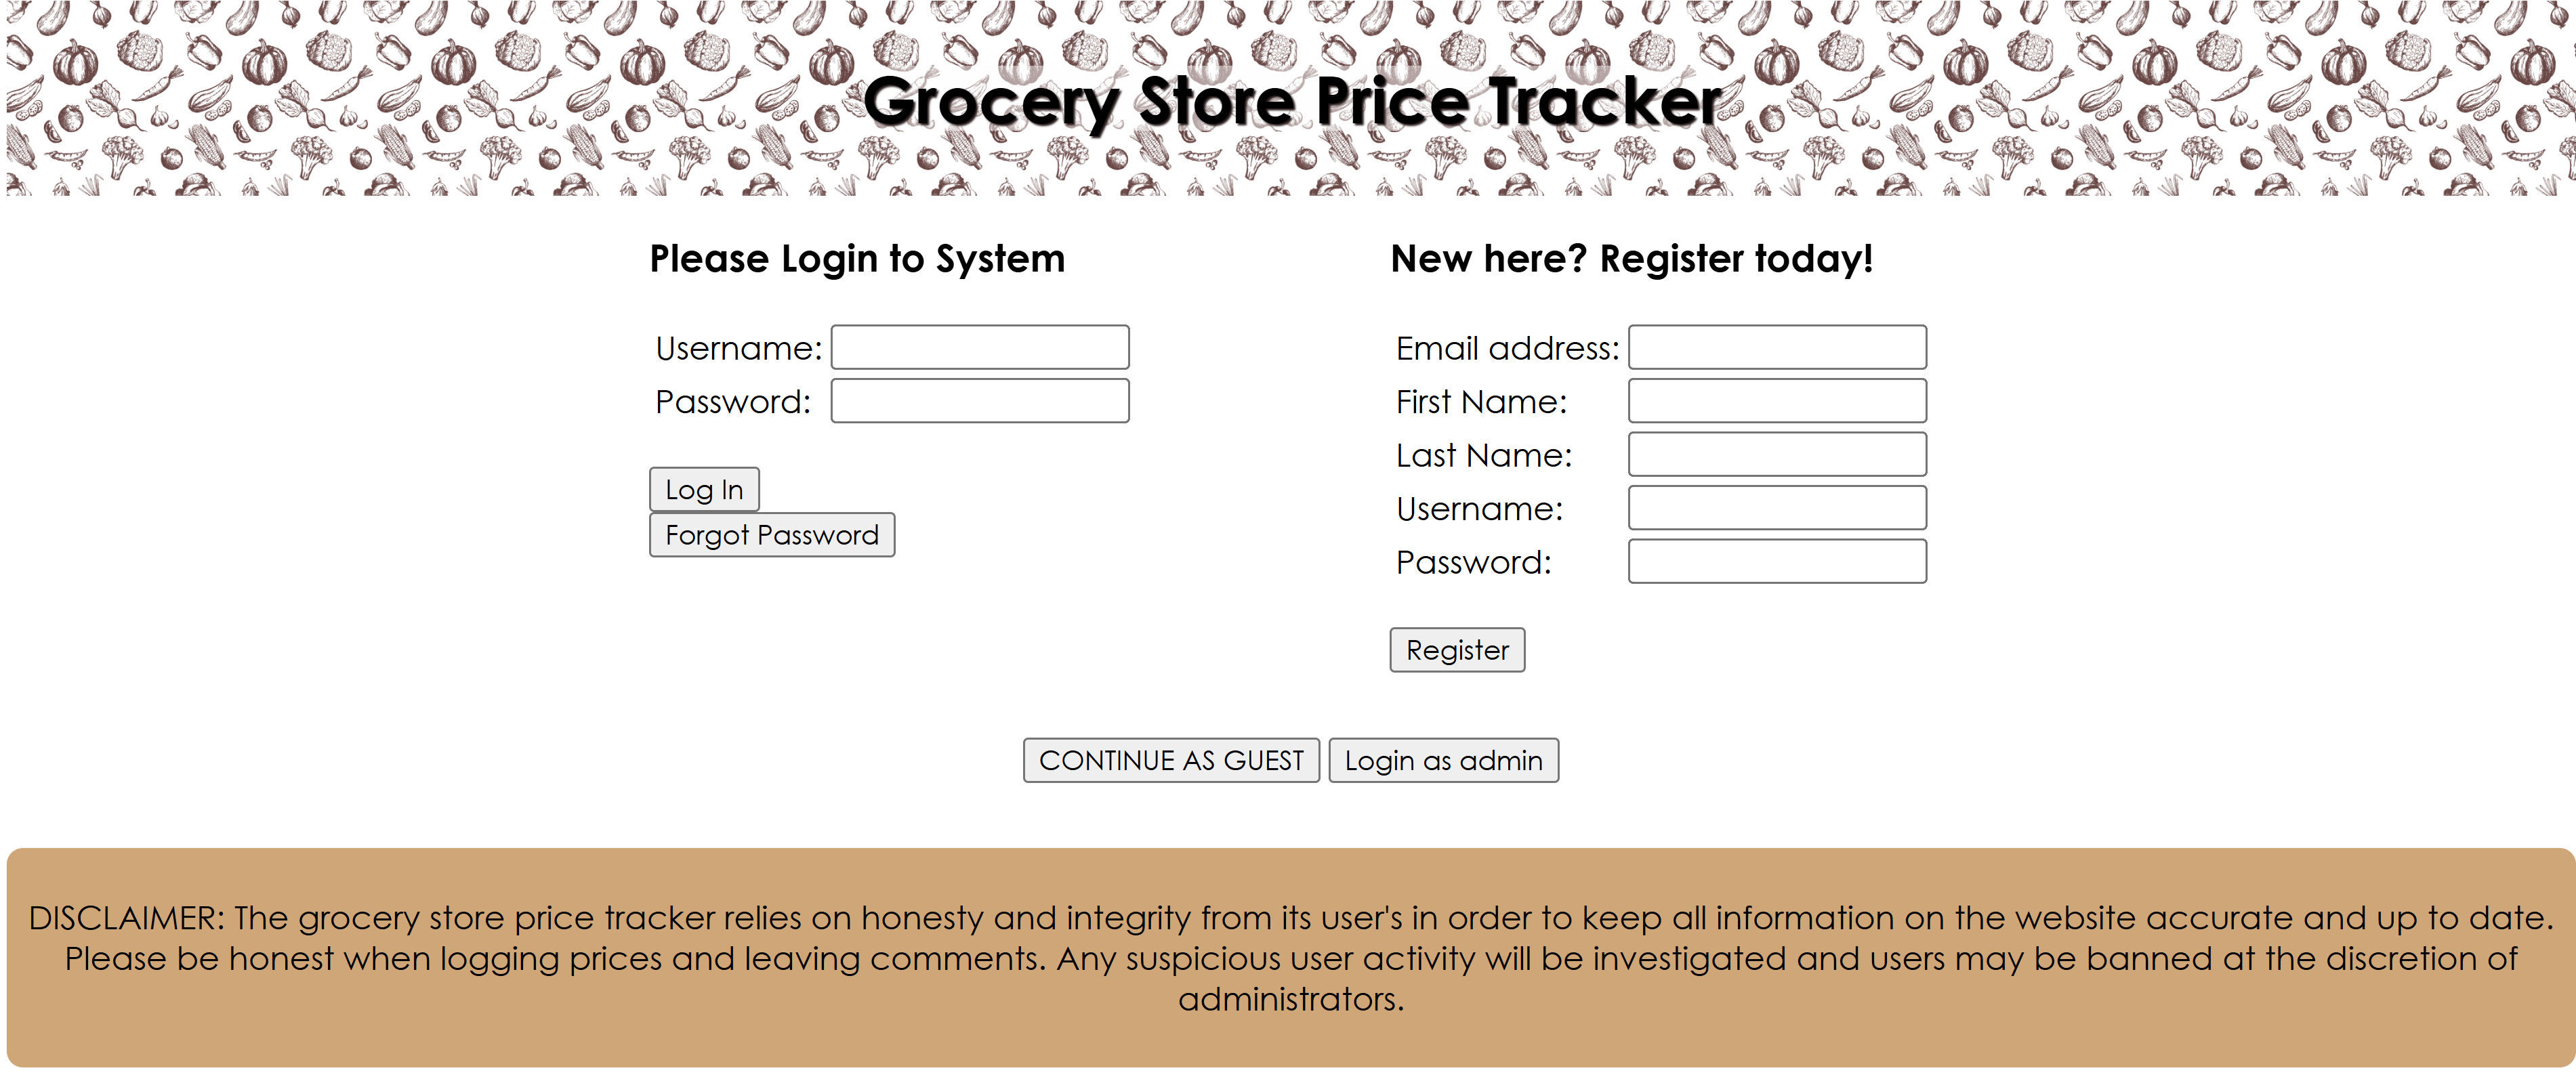 Grocery Store Price Tracker
Please Login to System
Username:
Password:
Log In
Forgot Password
New here? Register today!
Email address:
First Name:
Last Name:
Username:
Password:
Register
CONTINUE AS GUEST
Login as admin
DISCLAIMER: The grocery store price tracker relies on honesty and integrity from its user's in order to keep all information on the website accurate and up to date.
Please be honest when logging prices and leaving comments. Any suspicious user activity will be investigated and users may be banned at the discretion of
administrators.